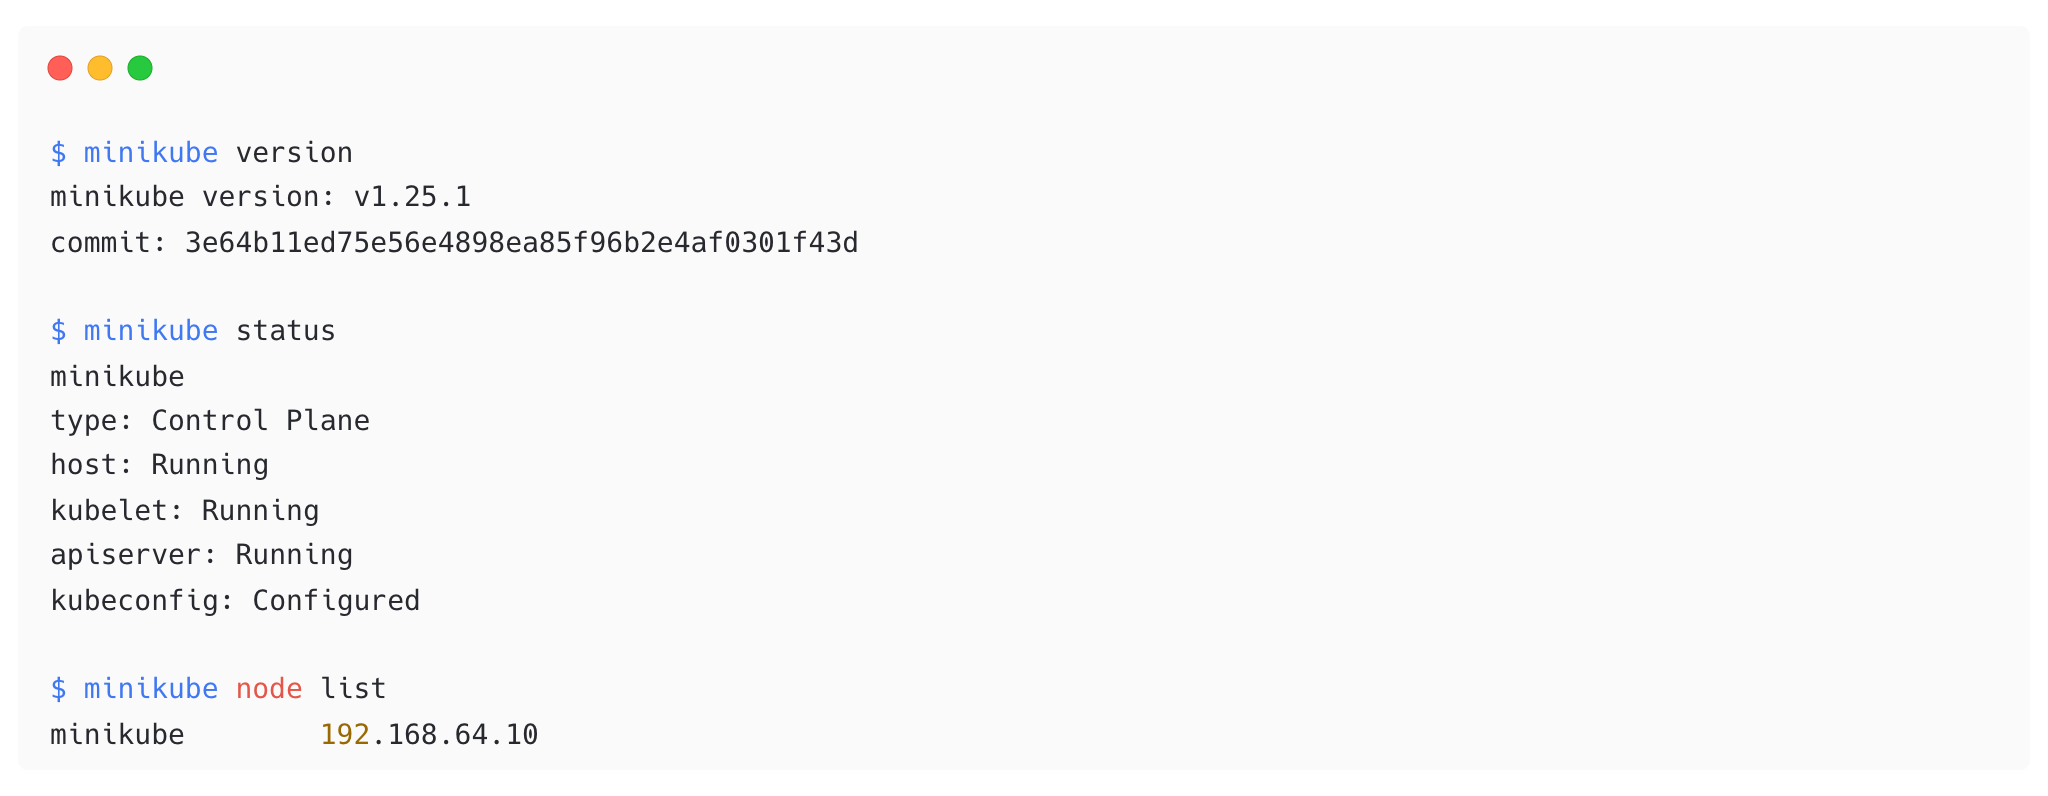 $ minikube version
minikube version: v1.25.1
commit: 3e64b11ed75e56e4898ea85f96b2e4af0301f43d
$ minikube status
minikube
type: Control Plane
host: Running
kubelet: Running
apiserver: Running
kubeconfig: Configured
$ minikube node list
minikube        192.168.64.10